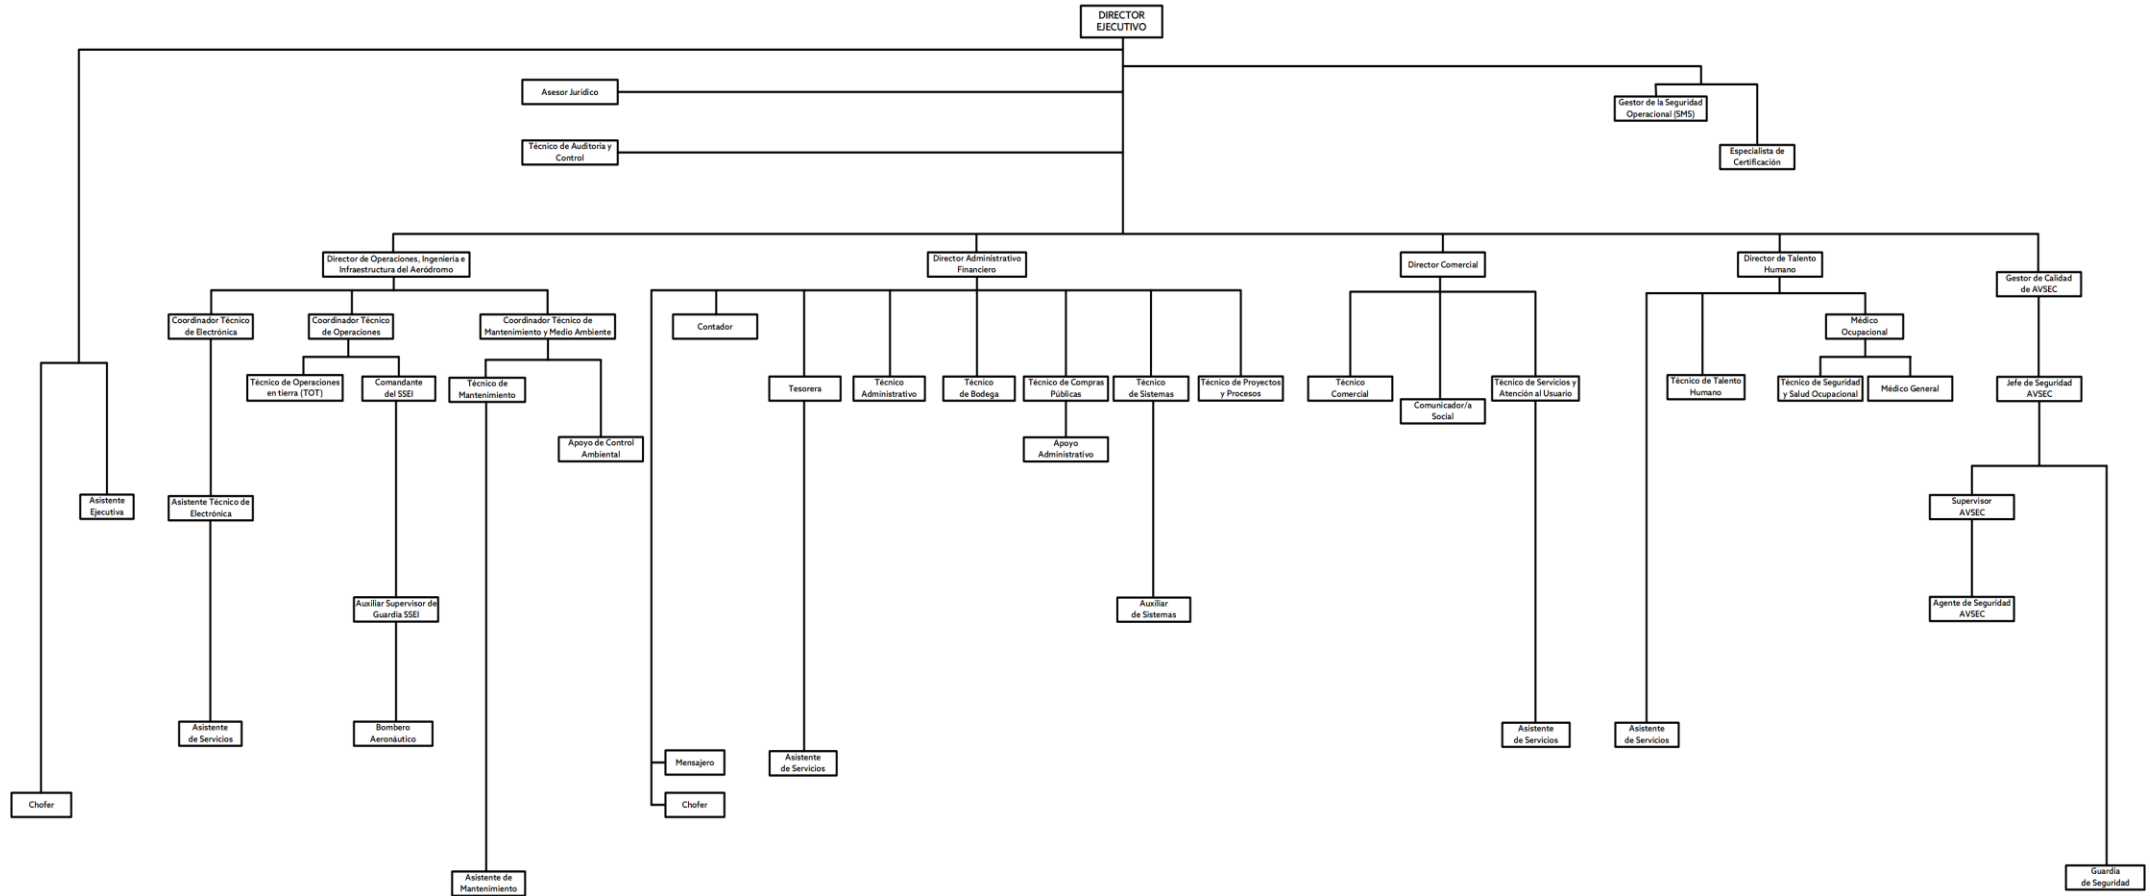 DIRECTOR
EJECUTIVO
Asesor Jurídico
Gestor de la Seguridad
Operacional (SMS)
Técnico de Auditoría y
Control
Especialista de
Certificación
Director de Operaciones, Ingeniería e
Infraestructura del Aeródromo
Director Administrativo
Financiero
Director Comercial
Director de Talento
Humano
Gestor de Calidad
de AVSEC
Coordinador Técnico
de Electrónica
Coordinador Técnico
de Operaciones
Coordinador Técnico de
Mantenimiento y Medio Ambiente
Contador
Médico
Ocupacional
Técnico de Operaciones
en tierra (TOT)
Comandante
del SSEI
Técnico de
Mantenimiento
Tesorera
Técnico
Administrativo
Técnico
de Bodega
Técnico de Compras
Públicas
Técnico
de Sistemas
Técnico de Proyectos
y Procesos
Técnico
Comercial
Comunicador/a
Social
Técnico de Servicios y
Atención al Usuario
Técnico de Talento
Humano
Técnico de Seguridad
y Salud Ocupacional
Médico General
Jefe de Seguridad
AVSEC
Apoyo de Control
Ambiental
Apoyo
Administrativo
Asistente
Ejecutiva
Asistente Técnico de
Electrónica
Supervisor
AVSEC
Auxiliar Supervisor de
Guardia SSEI
Auxiliar
de Sistemas
Agente de Seguridad
AVSEC
Asistente
de Servicios
Bombero
Aeronáutico
Asistente
de Servicios
Asistente
de Servicios
Mensajero
Asistente
de Servicios
Chofer
Chofer
Asistente de
Mantenimiento
Guardia
de Seguridad